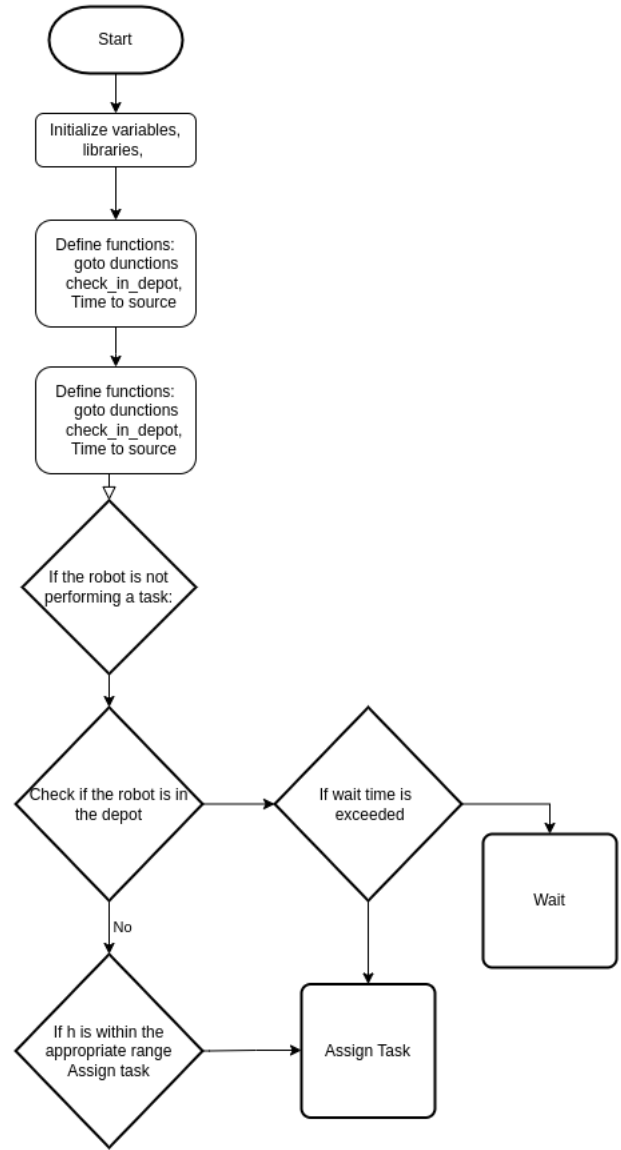 Start
Initialize variables,
libraries,
Define functions:
goto dunctions
check_in_depot,
Time to source
Define functions:
goto dunctions
check_in_depot,
Time to source
If the robot is not
performing a task:
Check if the robot is in
the depot
If wait time is
exceeded
Wait
No
If h is within the
appropriate range
Assign task
Assign Task